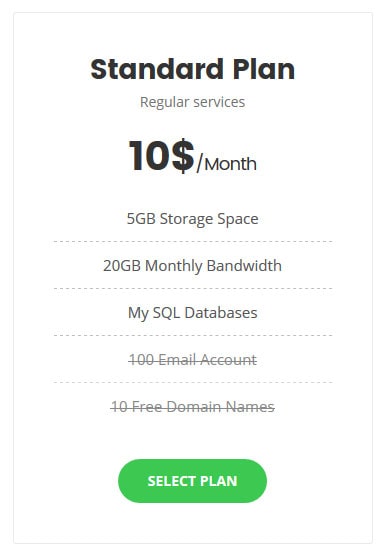 Standard Plan
Regular services
10$/Month
5GB Storage Space
20GB Monthly Bandwidth
My SQL Databases
100 Email Account
10 Free Domain Names
SELECT PLAN